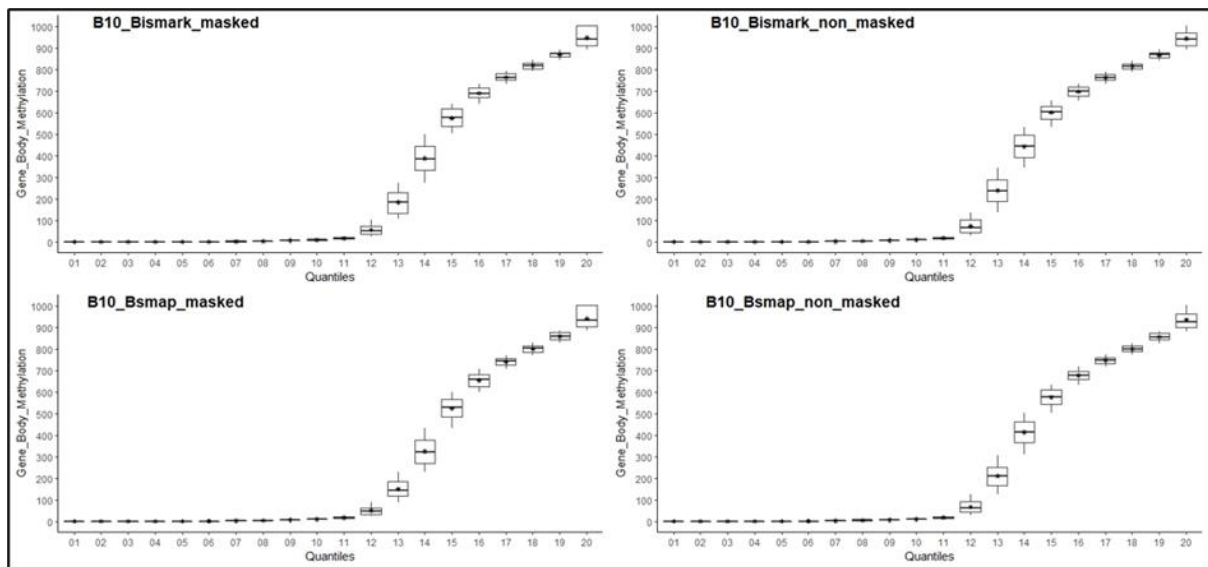 B10_Bismark_masked
Gene_Body_Methylation
1000
900
800
700
600
500
400
300
200
100
0
01 02 03 04 05 06 07 08 09 10 11 12 13 14 15 16 17 18 19 20
Quantiles
B10_Bismark_non_masked
Gene_Body_Methylation
1000
900
800
700
600
500
400
300
200
100
0
01 02 03 04 05 06 07 08 09 10 11 12 13 14 15 16 17 18 19 20
Quantiles
B10_Bsmap_masked
Gene_Body_Methylation
1000
900
800
700
600
500
400
300
200
100
0
01 02 03 04 05 06 07 08 09 10 11 12 13 14 15 16 17 18 19 20
Quantiles
B10_Bsmap_non_masked
Gene_Body_Methylation
1000
900
800
700
600
500
400
300
200
100
0
01 02 03 04 05 06 07 08 09 10 11 12 13 14 15 16 17 18 19 20
Quantiles